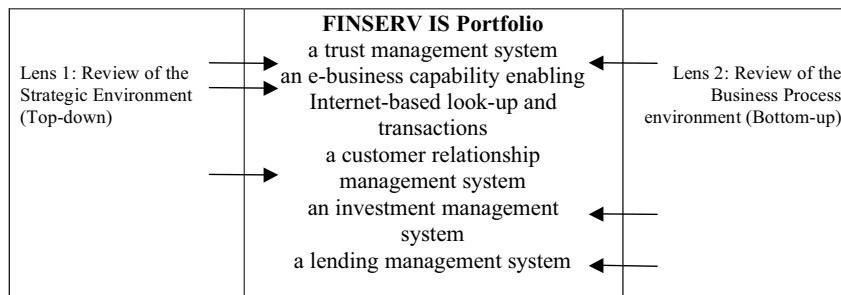 FINSERV IS Portfolio
a trust management system
an e-business capability enabling
Internet-based look-up and
transactions
a customer relationship
management system
an investment management
system
a lending management system
Lens 1: Review of the
Strategic Environment
(Top-down)
Lens 2: Review of the
Business Process
environment (Bottom-up)